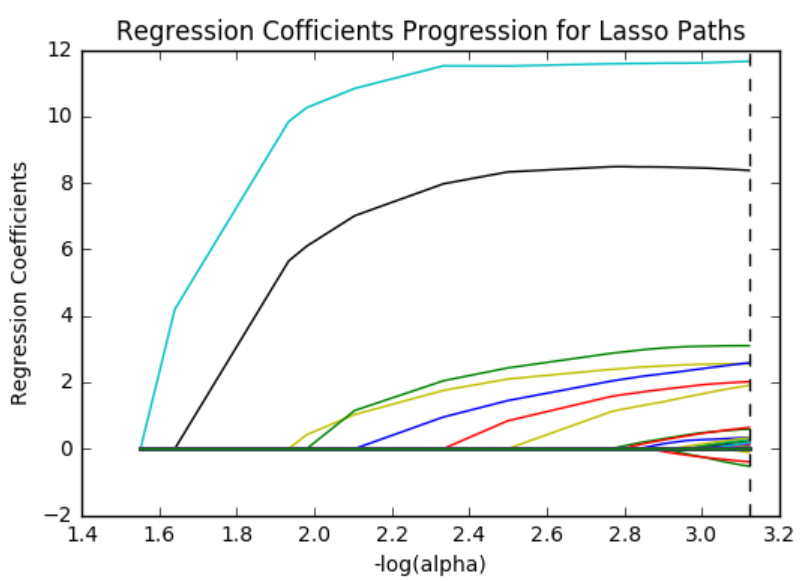 Regression Cofficients Progression for Lasso Paths
12
10
8
6
4
2
0
−2
Regression Coefficients
1.4 1.6 1.8 2.0 2.2 2.4 2.6 2.8 3.0 3.2
-log(alpha)